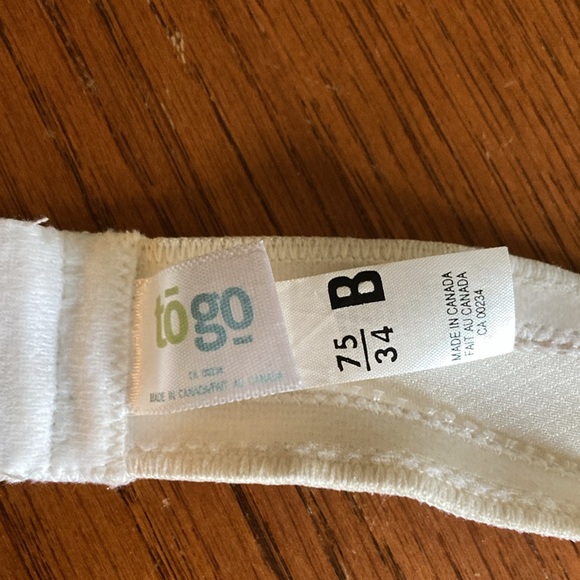 tōgo
CA 00234
MADE IN CANADA/FAIT AU CANADA
B
75
34
MADE IN CANADA
FAIT AU CANADA
CA 00234